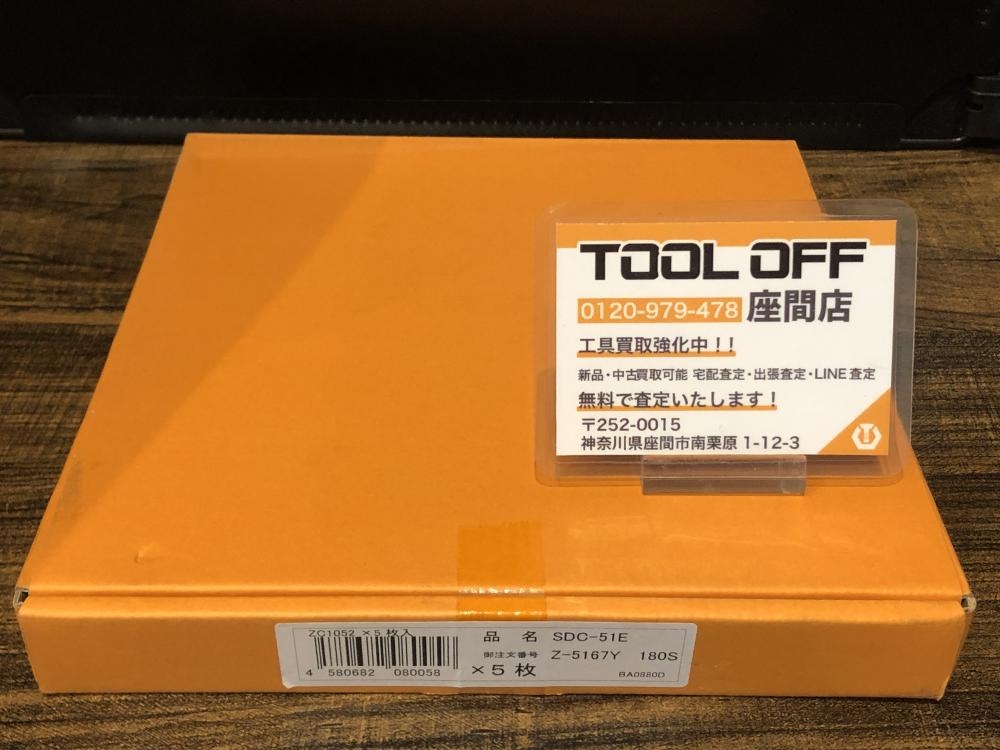 TOOL OFF
0120-979-478 座間店
工具買取強化中！！
新品・中古買取可能 宅配査定・出張査定・LINE査定
無料で査定いたします！
〒252-0015
神奈川県座間市南栗原 1-12-3
ZC1052 ×5枚入
4 580682 080058
×5枚
品 名 SDC-51E
御注文番号 Z-5167Y 180S
BA0880D